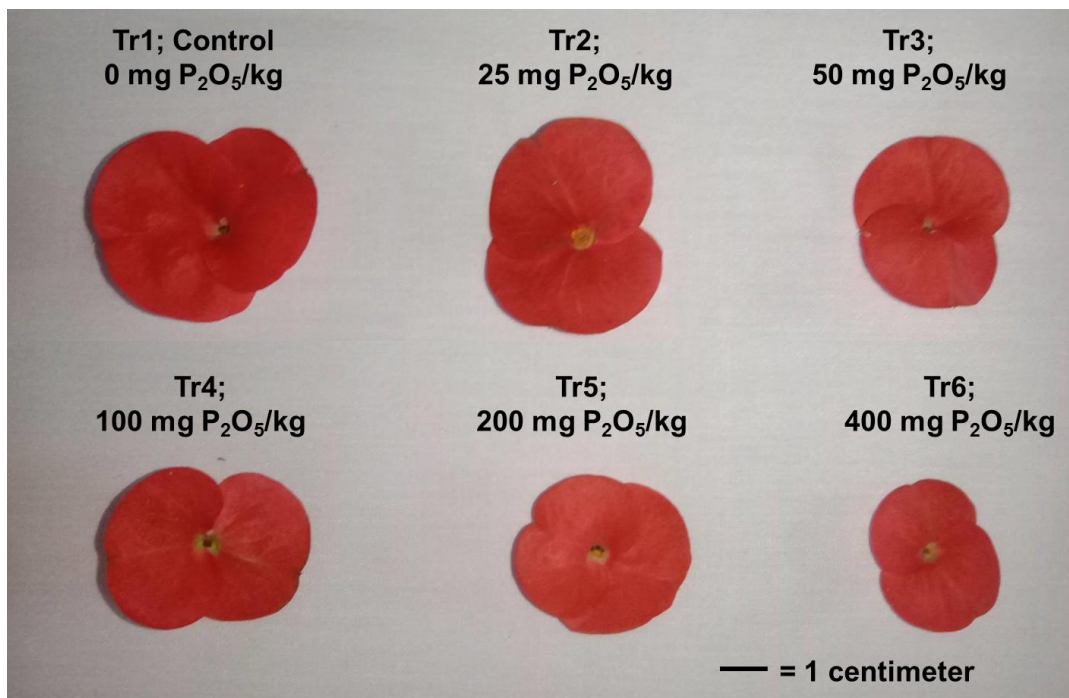 Tr1; Control
0 mg P₂O₅/kg
Tr2;
25 mg P₂O₅/kg
Tr3;
50 mg P₂O₅/kg
Tr4;
100 mg P₂O₅/kg
Tr5;
200 mg P₂O₅/kg
Tr6;
400 mg P₂O₅/kg
= 1 centimeter